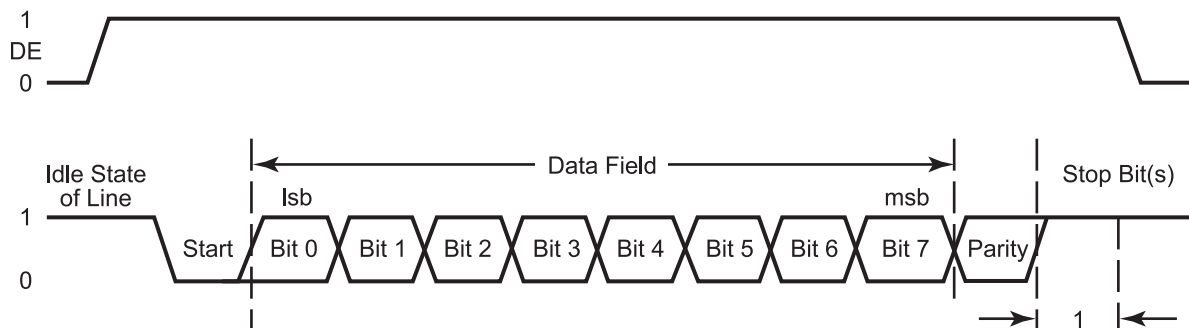 1
DE
0
Data Field
Idle State
of Line
Stop Bit(s)
lsb
msb
1
Start
Bit 0
Bit 1
Bit 2
Bit 3
Bit 4
Bit 5
Bit 6
Bit 7
Parity
0
1